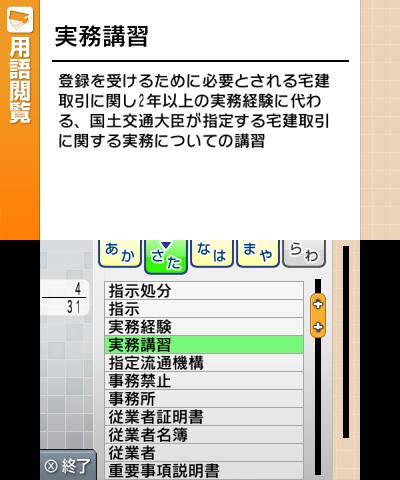 用語閲覧
実務講習
登録を受けるために必要とされる宅建
取引に関し2年以上の実務経験に代わ
る、国土交通大臣が指定する宅建取引
に関する実務についての講習
あか
さた
なは
まや
らわ
4
31
指示処分
指示
実務経験
実務講習
指定流通機構
事務禁止
事務所
従業者証明書
従業者名簿
従業者
重要事項説明書
Ⓧ終了